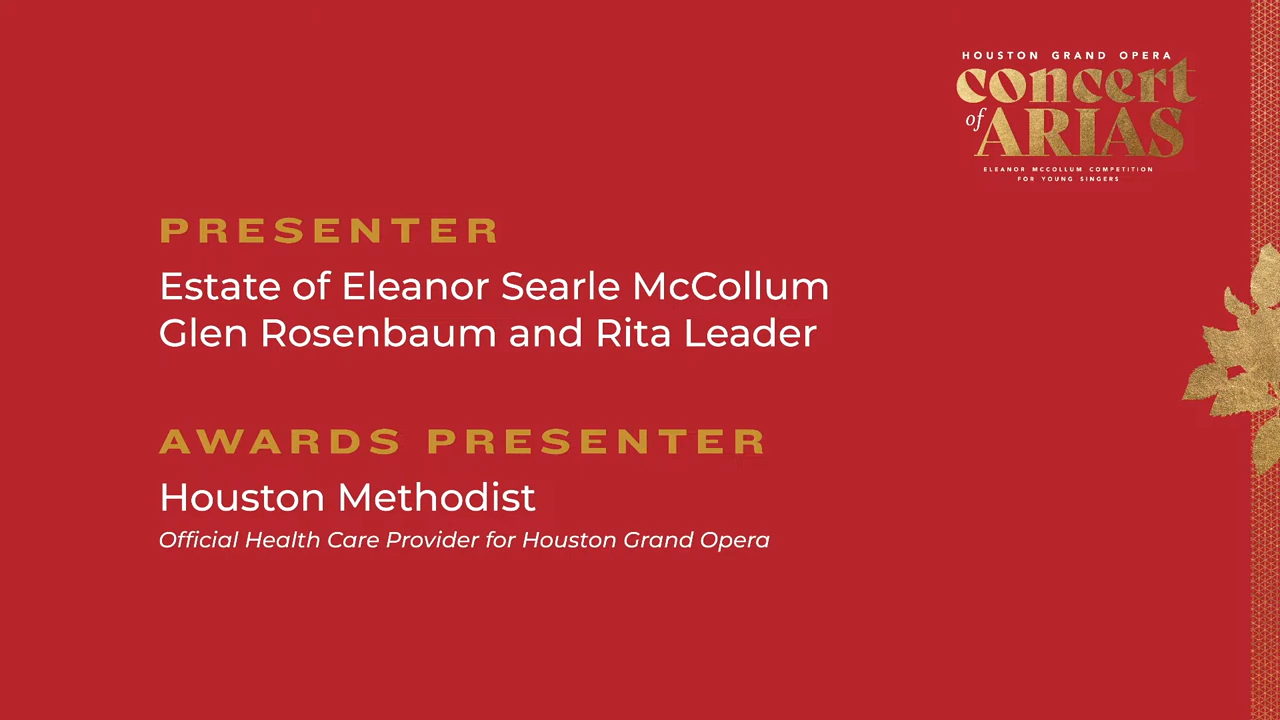 HOUSTON GRAND OPERA
concert
of ARIAS
ELEANOR MCCOLLUM COMPETITION
FOR YOUNG SINGERS
PRESENTER
Estate of Eleanor Searle McCollum
Glen Rosenbaum and Rita Leader
AWARDS PRESENTER
Houston Methodist
Official Health Care Provider for Houston Grand Opera